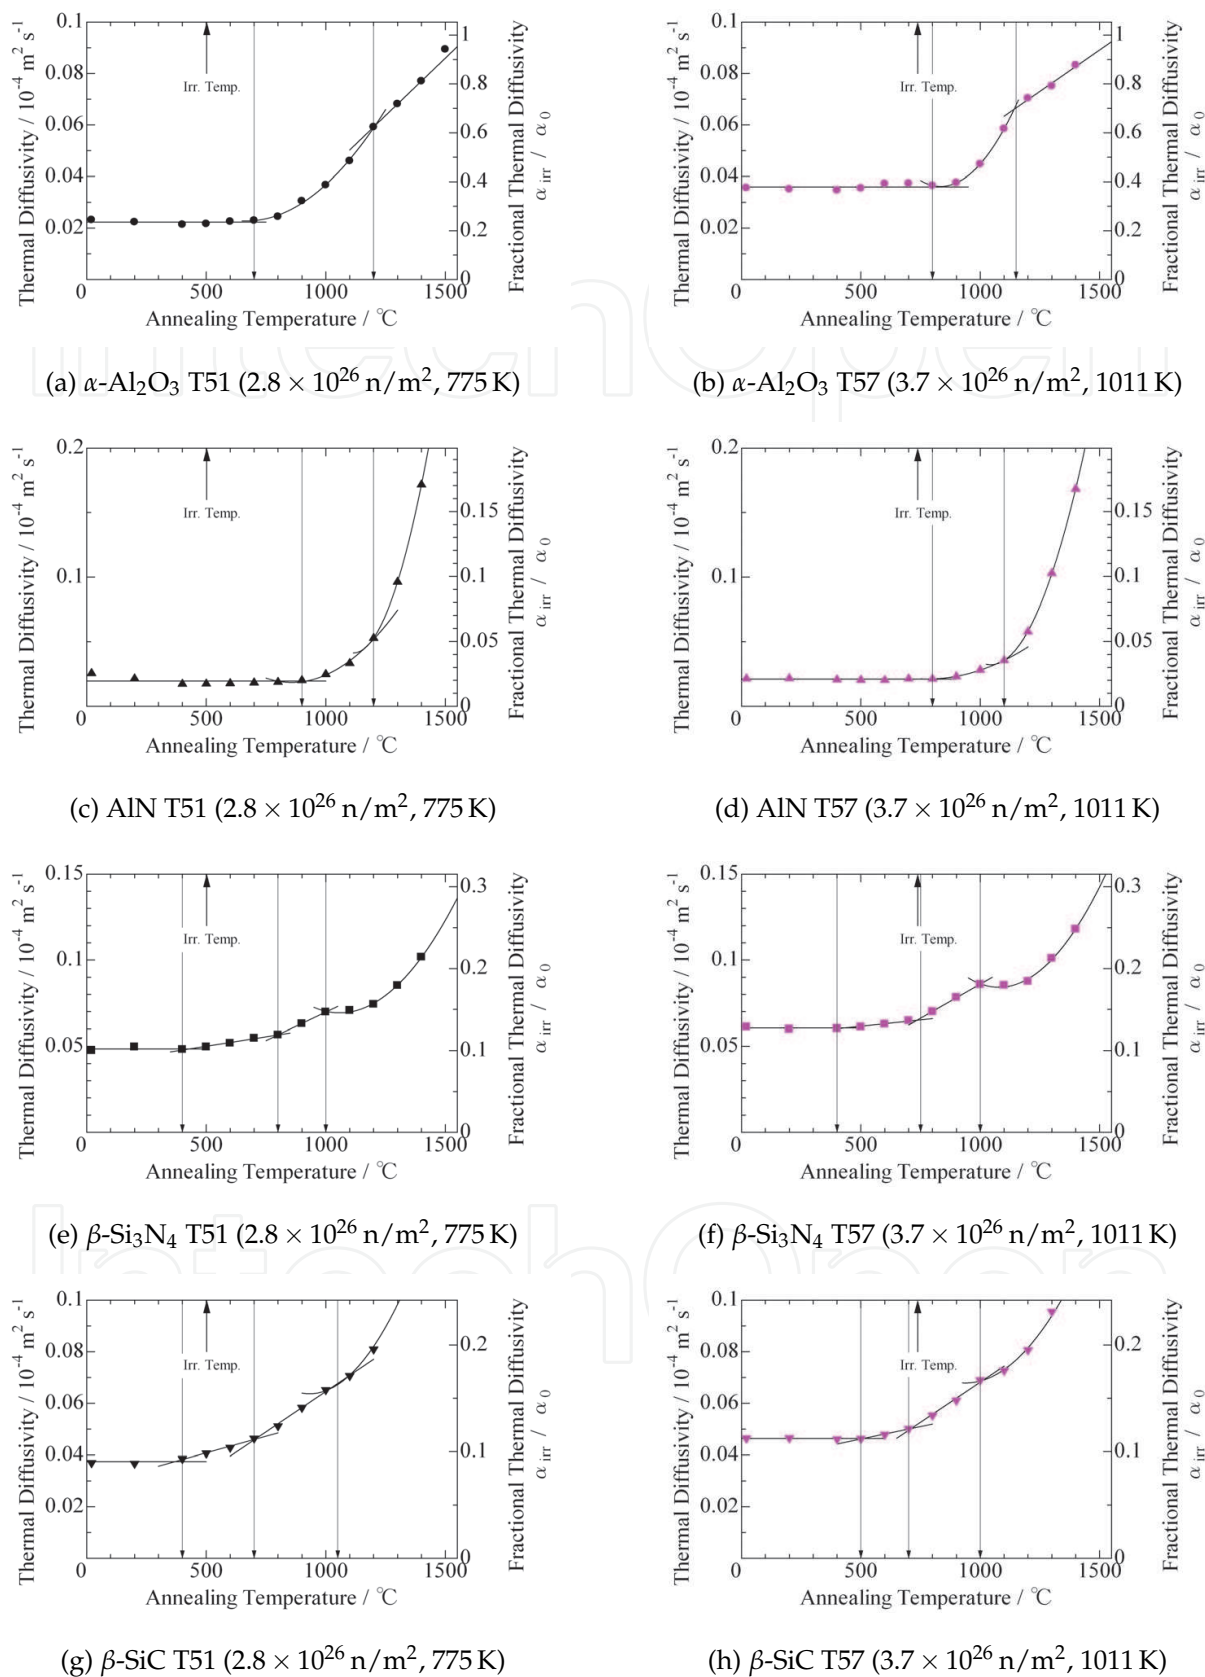 0.1
0.08
0.06
0.04
0.02
1
0.8
0.6
0.4
0.2
0
Irr. Temp.
0 500 1000 1500
Annealing Temperature / ℃
Thermal Diffusivity / 10⁻⁴ m² s⁻¹
Fractional Thermal Diffusivity
α irr / α 0
(a) α-Al₂O₃ T51 (2.8 × 10²⁶ n/m², 775 K)
0.1
0.08
0.06
0.04
0.02
1
0.8
0.6
0.4
0.2
0
Irr. Temp.
0 500 1000 1500
Annealing Temperature / ℃
Thermal Diffusivity / 10⁻⁴ m² s⁻¹
Fractional Thermal Diffusivity
α irr / α 0
(b) α-Al₂O₃ T57 (3.7 × 10²⁶ n/m², 1011 K)
0.2
0.1
0.15
0.1
0.05
0
Irr. Temp.
0 500 1000 1500
Annealing Temperature / ℃
Thermal Diffusivity / 10⁻⁴ m² s⁻¹
Fractional Thermal Diffusivity
α irr / α 0
(c) AlN T51 (2.8 × 10²⁶ n/m², 775 K)
0.2
0.1
0.15
0.1
0.05
0
Irr. Temp.
0 500 1000 1500
Annealing Temperature / ℃
Thermal Diffusivity / 10⁻⁴ m² s⁻¹
Fractional Thermal Diffusivity
α irr / α 0
(d) AlN T57 (3.7 × 10²⁶ n/m², 1011 K)
0.15
0.1
0.05
0.3
0.2
0.1
0
Irr. Temp.
0 500 1000 1500
Annealing Temperature / ℃
Thermal Diffusivity / 10⁻⁴ m² s⁻¹
Fractional Thermal Diffusivity
α irr / α 0
(e) β-Si₃N₄ T51 (2.8 × 10²⁶ n/m², 775 K)
0.15
0.1
0.05
0.3
0.2
0.1
0
Irr. Temp.
0 500 1000 1500
Annealing Temperature / ℃
Thermal Diffusivity / 10⁻⁴ m² s⁻¹
Fractional Thermal Diffusivity
α irr / α 0
(f) β-Si₃N₄ T57 (3.7 × 10²⁶ n/m², 1011 K)
0.1
0.08
0.06
0.04
0.02
0.2
0.1
0
Irr. Temp.
0 500 1000 1500
Annealing Temperature / ℃
Thermal Diffusivity / 10⁻⁴ m² s⁻¹
Fractional Thermal Diffusivity
α irr / α 0
(g) β-SiC T51 (2.8 × 10²⁶ n/m², 775 K)
0.1
0.08
0.06
0.04
0.02
0.2
0.1
0
Irr. Temp.
0 500 1000 1500
Annealing Temperature / ℃
Thermal Diffusivity / 10⁻⁴ m² s⁻¹
Fractional Thermal Diffusivity
α irr / α 0
(h) β-SiC T57 (3.7 × 10²⁶ n/m², 1011 K)
IntechOpen
IntechOpen